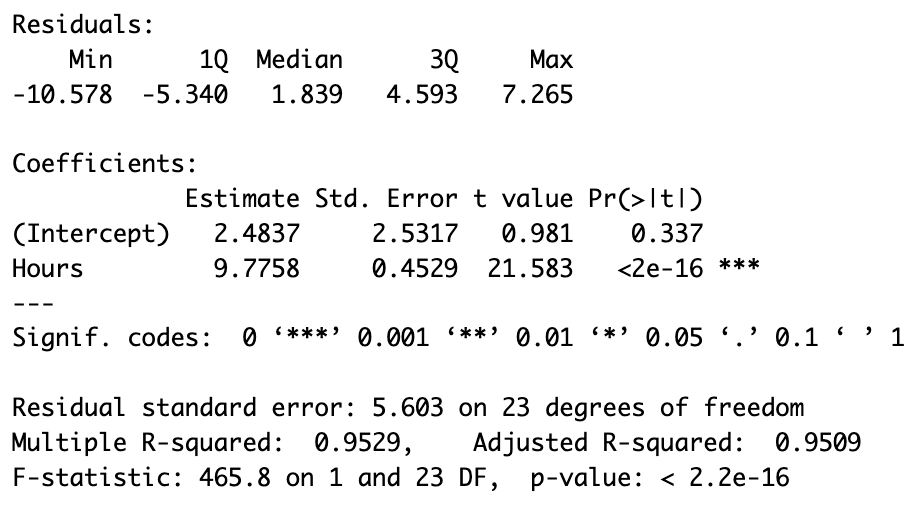 Residuals:
    Min      1Q  Median      3Q     Max
-10.578  -5.340   1.839   4.593   7.265

Coefficients:
            Estimate Std. Error t value Pr(>|t|)
(Intercept)   2.4837     2.5317   0.981    0.337
Hours         9.7758     0.4529  21.583   <2e-16 ***
---
Signif. codes:  0 ‘***’ 0.001 ‘**’ 0.01 ‘*’ 0.05 ‘.’ 0.1 ‘ ’ 1

Residual standard error: 5.603 on 23 degrees of freedom
Multiple R-squared:  0.9529,    Adjusted R-squared:  0.9509
F-statistic: 465.8 on 1 and 23 DF,  p-value: < 2.2e-16